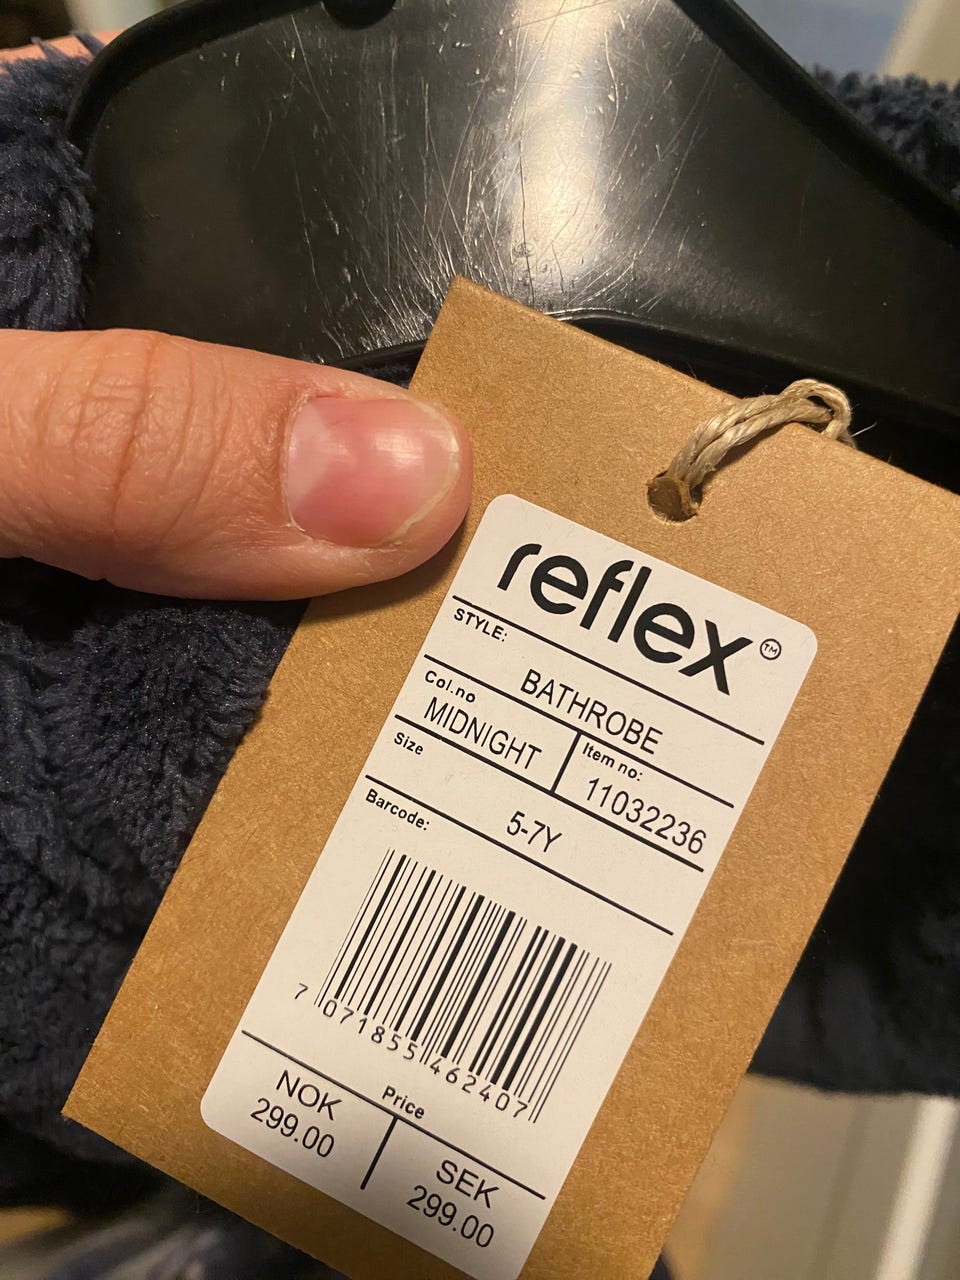 reflex™
STYLE:
BATHROBE
Col.no
MIDNIGHT
Item no:
11032236
Size
5-7Y
Barcode:
7 071855 462407
Price
NOK
299.00
SEK
299.00